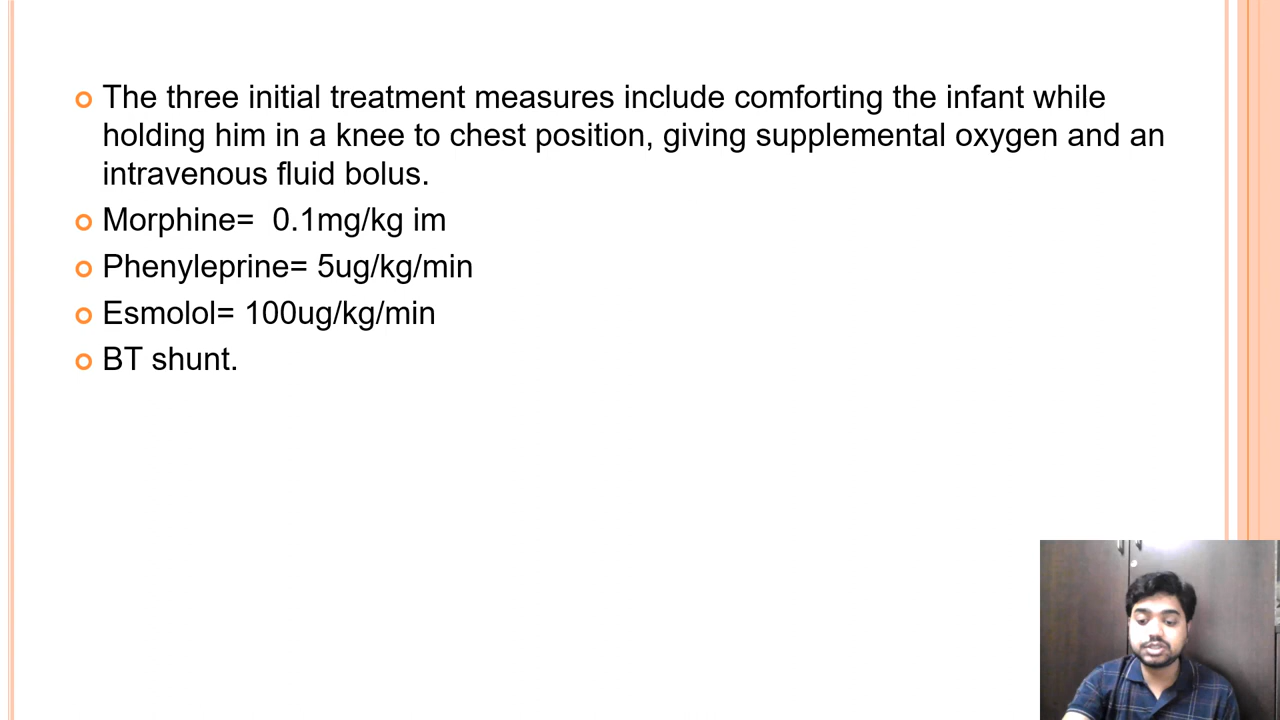 The three initial treatment measures include comforting the infant while
holding him in a knee to chest position, giving supplemental oxygen and an
intravenous fluid bolus.
Morphine=  0.1mg/kg im
Phenyleprine= 5ug/kg/min
Esmolol= 100ug/kg/min
BT shunt.